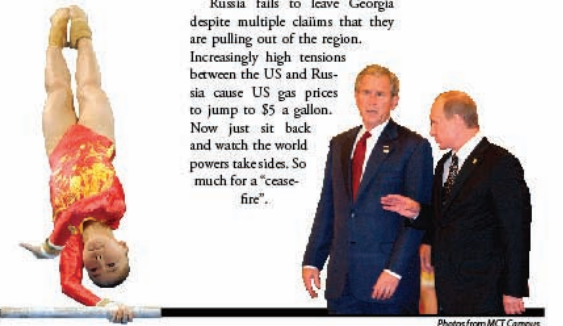 Russia fails to leave Georgia
despite multiple claiims that they
are pulling out of the region.
Increasingly high tensions
between the US and Rus-
sia cause US gas prices
to jump to $5 a gallon.
Now just sit back
and watch the world
powers take sides. So
much for a "cease-
fire".
Photos from MCT Campus